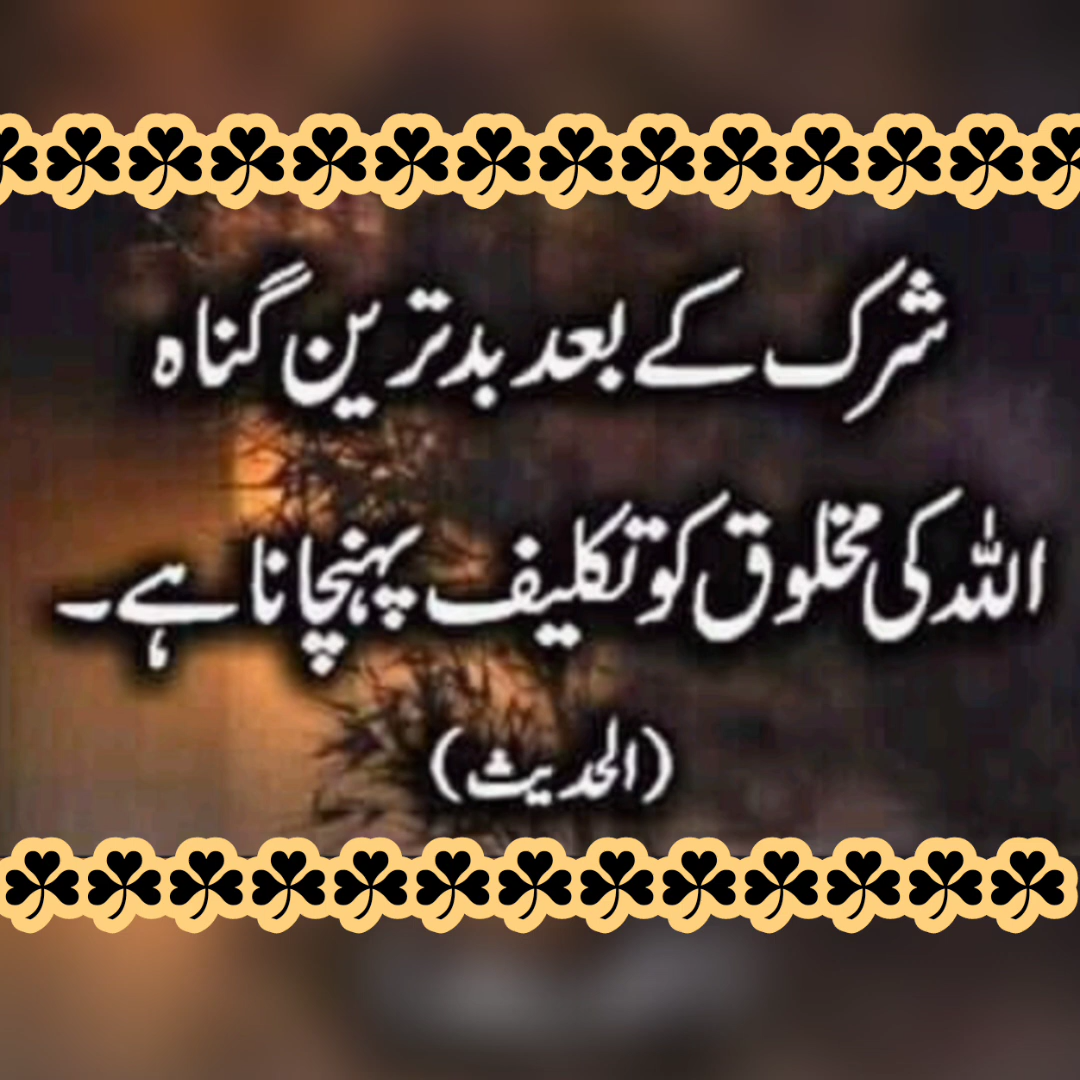 شرک کے بعد بدترین گناہ
اللہ کی مخلوق کو تکلیف پہنچانا ہے۔
(الحدیث)